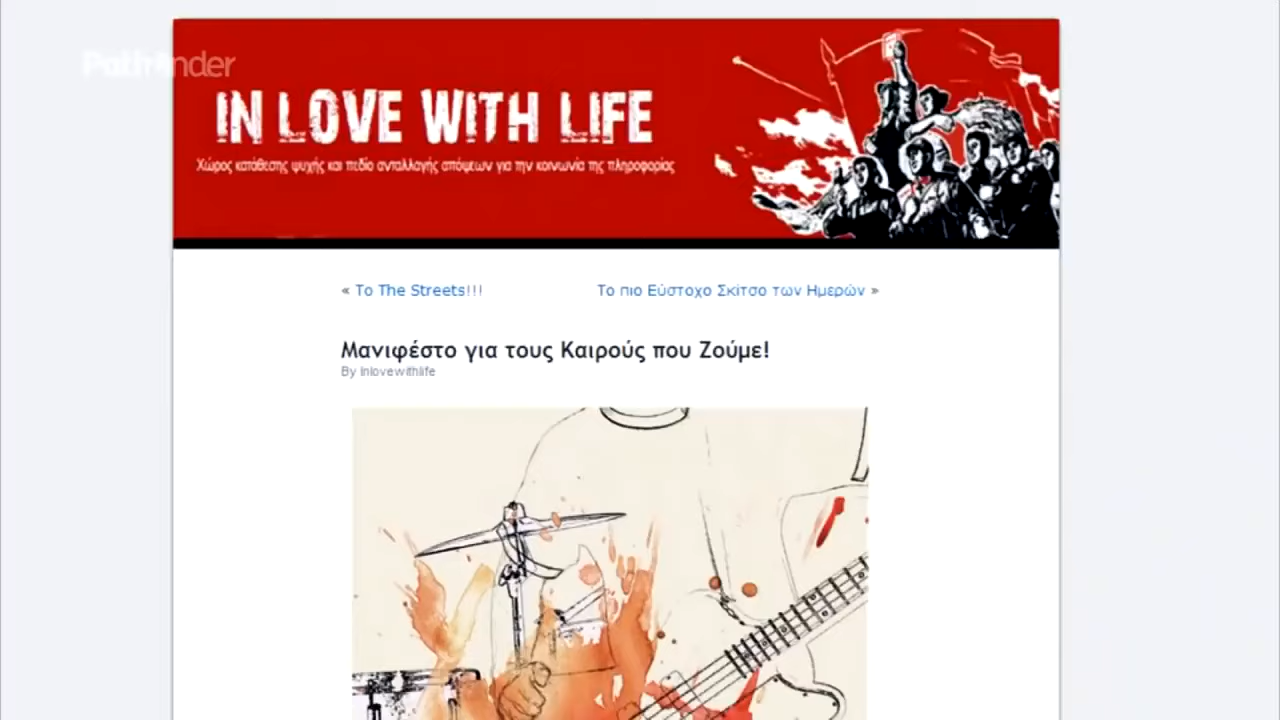 Pathfinder
IN LOVE WITH LIFE
Χώρος κατάθεσης ψυχής και πεδίο ανταλλαγής απόψεων για την κοινωνία της πληροφορίας
« To The Streets!!!
Το πιο Εύστοχο Σκίτσο των Ημερών »
Μανιφέστο για τους Καιρούς που Ζούμε!
By Inlovewithlife